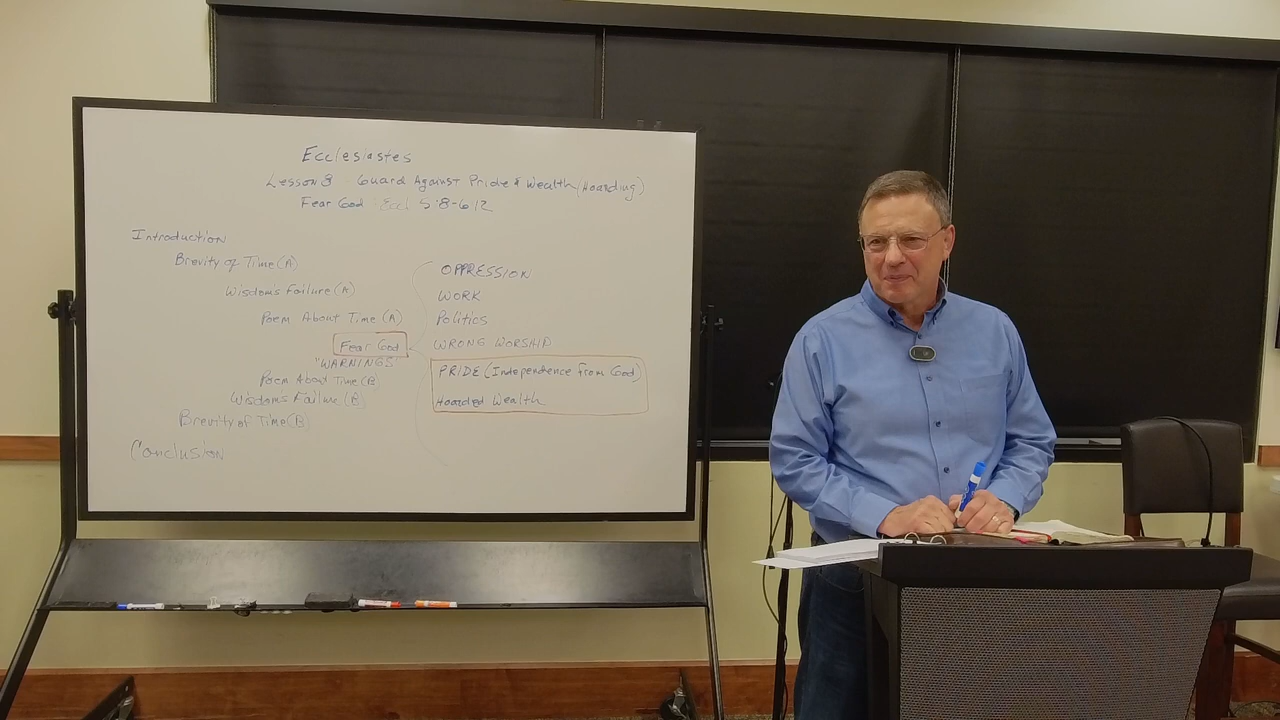 Ecclesiastes
Lesson 8 Guard Against Pride & Wealth (Hoarding)
Fear God Eccl 5:8-6:12
Introduction
Brevity of Time (A)
Wisdom's Failure (A)
Poem About Time (A)
Fear God
"WARNINGS"
Poem About Time (B)
Wisdom's Failure (B)
Brevity of Time (B)
Conclusion
OPPRESSION
WORK
Politics
WRONG WORSHIP
PRIDE (Independence from God)
Hoarded Wealth